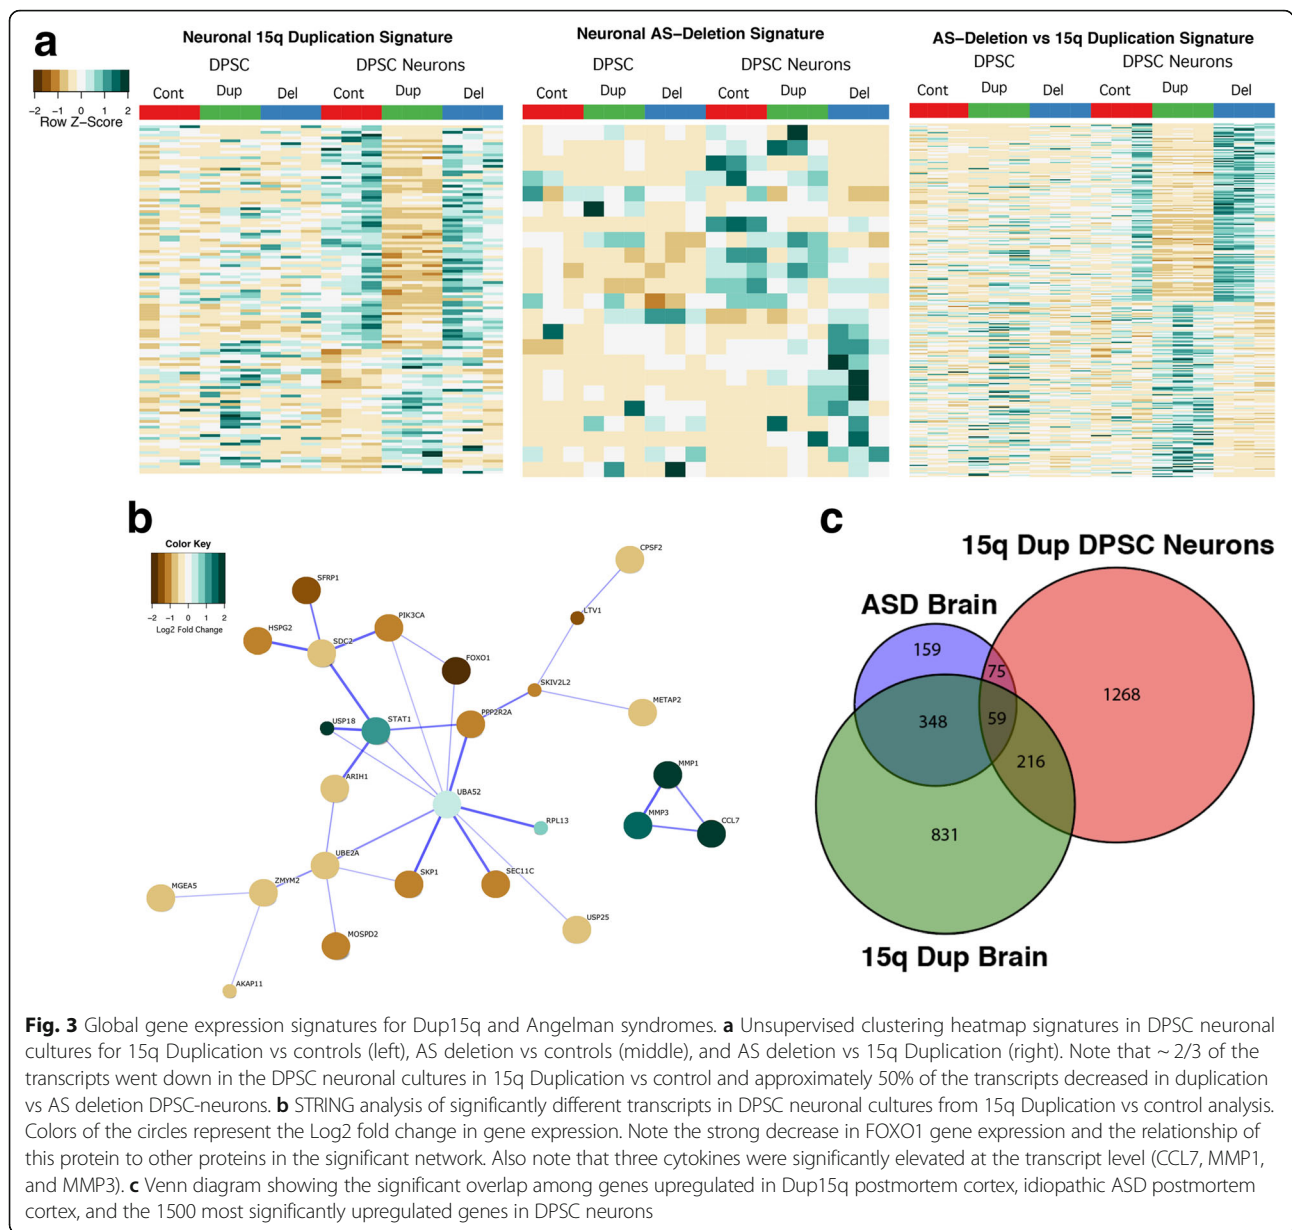 a
Neuronal 15q Duplication Signature
DPSC
DPSC Neurons
Cont
Dup
Del
Cont
Dup
Del
−2 −1 0 1 2
Row Z−Score
Neuronal AS−Deletion Signature
DPSC
DPSC Neurons
Cont
Dup
Del
Cont
Dup
Del
AS−Deletion vs 15q Duplication Signature
DPSC
DPSC Neurons
Cont
Dup
Del
Cont
Dup
Del
b
Color Key
−2 −1 0 1 2
Log2 Fold Change
CPSF2
SFRP1
LTV1
PIK3CA
HSPG2
SDC2
FOXO1
SKIV2L2
METAP2
USP18
STAT1
PPP2R2A
MMP1
ARIH1
UBA52
MMP3
CCL7
RPL13
UBE2A
SKP1
SEC11C
MGEA5
ZMYM2
USP25
MOSPD2
AKAP11
c
15q Dup DPSC Neurons
ASD Brain
159
75
1268
348
59
216
831
15q Dup Brain
Fig. 3 Global gene expression signatures for Dup15q and Angelman syndromes. a Unsupervised clustering heatmap signatures in DPSC neuronal
cultures for 15q Duplication vs controls (left), AS deletion vs controls (middle), and AS deletion vs 15q Duplication (right). Note that ~ 2/3 of the
transcripts went down in the DPSC neuronal cultures in 15q Duplication vs control and approximately 50% of the transcripts decreased in duplication
vs AS deletion DPSC-neurons. b STRING analysis of significantly different transcripts in DPSC neuronal cultures from 15q Duplication vs control analysis.
Colors of the circles represent the Log2 fold change in gene expression. Note the strong decrease in FOXO1 gene expression and the relationship of
this protein to other proteins in the significant network. Also note that three cytokines were significantly elevated at the transcript level (CCL7, MMP1,
and MMP3). c Venn diagram showing the significant overlap among genes upregulated in Dup15q postmortem cortex, idiopathic ASD postmortem
cortex, and the 1500 most significantly upregulated genes in DPSC neurons